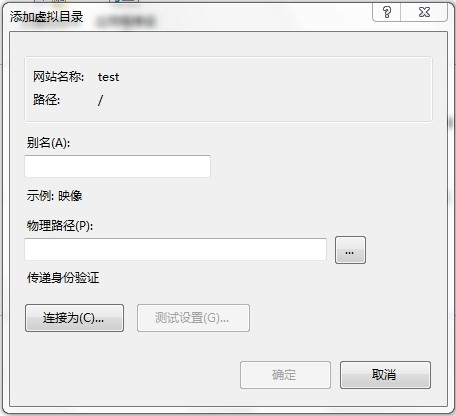 添加虚拟目录
网站名称: test
路径: /
别名(A):
示例: 映像
物理路径(P):
...
传递身份验证
连接为(C)... 测试设置(G)...
确定 取消